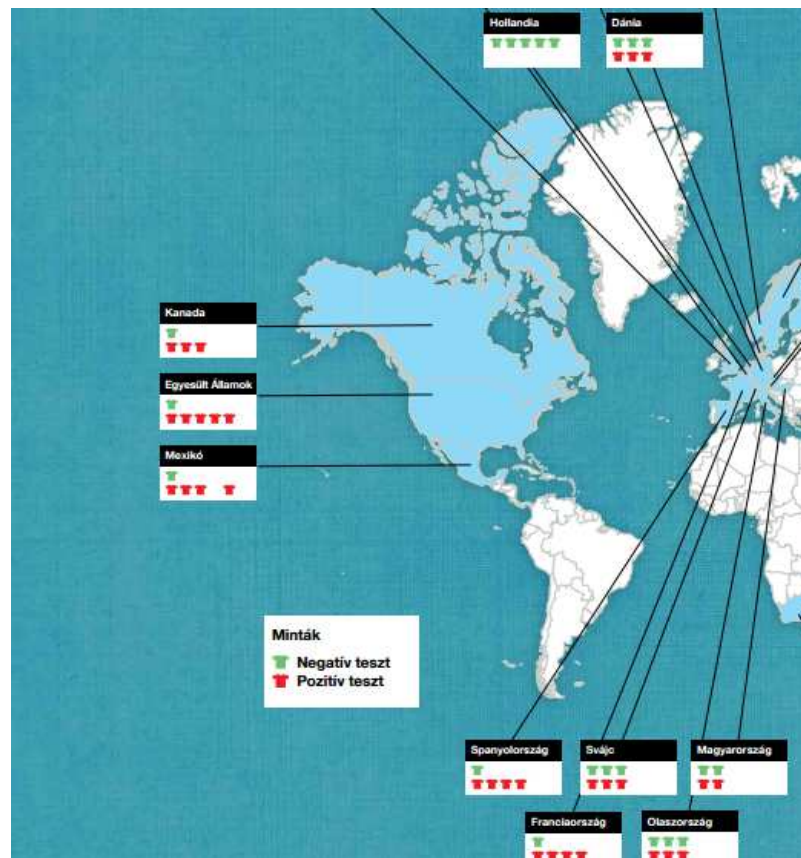 Hollandia
Dánia
Kanada
Egyesült Államok
Mexikó
Minták
Negatív teszt
Pozitív teszt
Spanyolország
Svájc
Magyarország
Franciaország
Olaszország